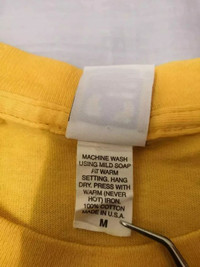 MACHINE WASH
USING MILD SOAP
AT WARM
SETTING. HANG
DRY. PRESS WITH
WARM (NEVER
HOT) IRON.
100% COTTON
MADE IN U.S.A.
M